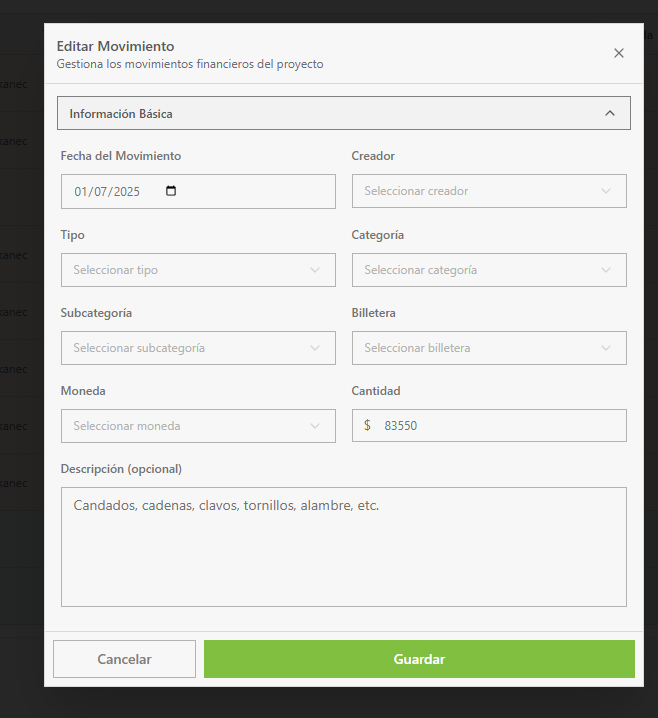 Editar Movimiento
Gestiona los movimientos financieros del proyecto
Información Básica
Fecha del Movimiento
Creador
01/07/2025
Seleccionar creador
Tipo
Categoría
Seleccionar tipo
Seleccionar categoría
Subcategoría
Billetera
Seleccionar subcategoría
Seleccionar billetera
Moneda
Cantidad
Seleccionar moneda
$ 83550
Descripción (opcional)
Candados, cadenas, clavos, tornillos, alambre, etc.
Cancelar
Guardar